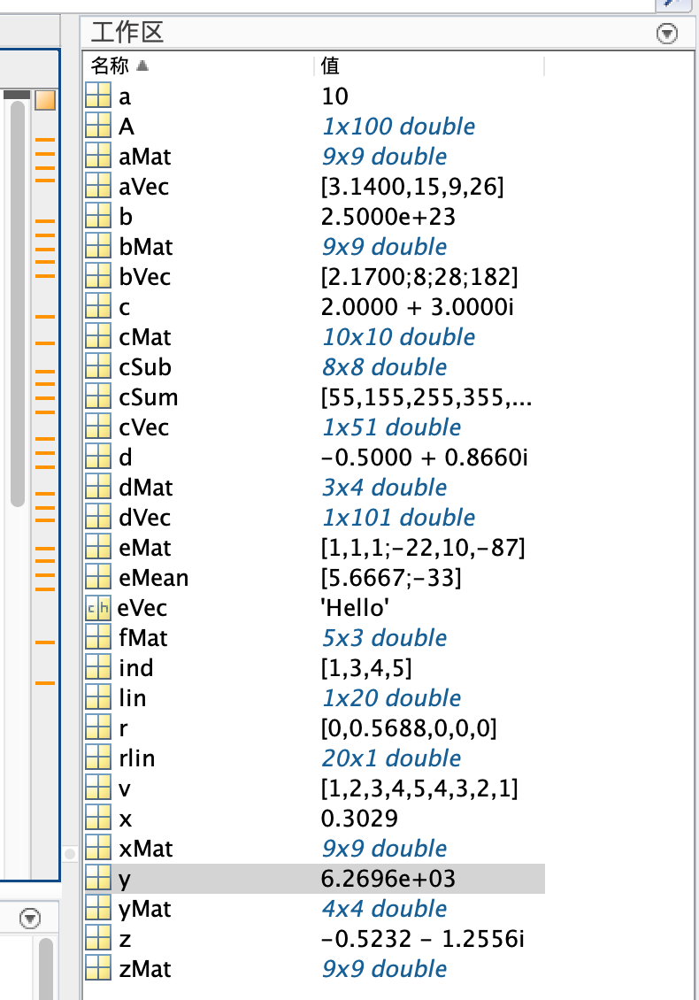 工作区
名称 值
a 10
A 1x100 double
aMat 9x9 double
aVec [3.1400,15,9,26]
b 2.5000e+23
bMat 9x9 double
bVec [2.1700;8;28;182]
c 2.0000 + 3.0000i
cMat 10x10 double
cSub 8x8 double
cSum [55,155,255,355,...
cVec 1x51 double
d -0.5000 + 0.8660i
dMat 3x4 double
dVec 1x101 double
eMat [1,1,1;-22,10,-87]
eMean [5.6667;-33]
ch eVec 'Hello'
fMat 5x3 double
ind [1,3,4,5]
lin 1x20 double
r [0,0.5688,0,0,0]
rlin 20x1 double
v [1,2,3,4,5,4,3,2,1]
x 0.3029
xMat 9x9 double
y 6.2696e+03
yMat 4x4 double
z -0.5232 - 1.2556i
zMat 9x9 double